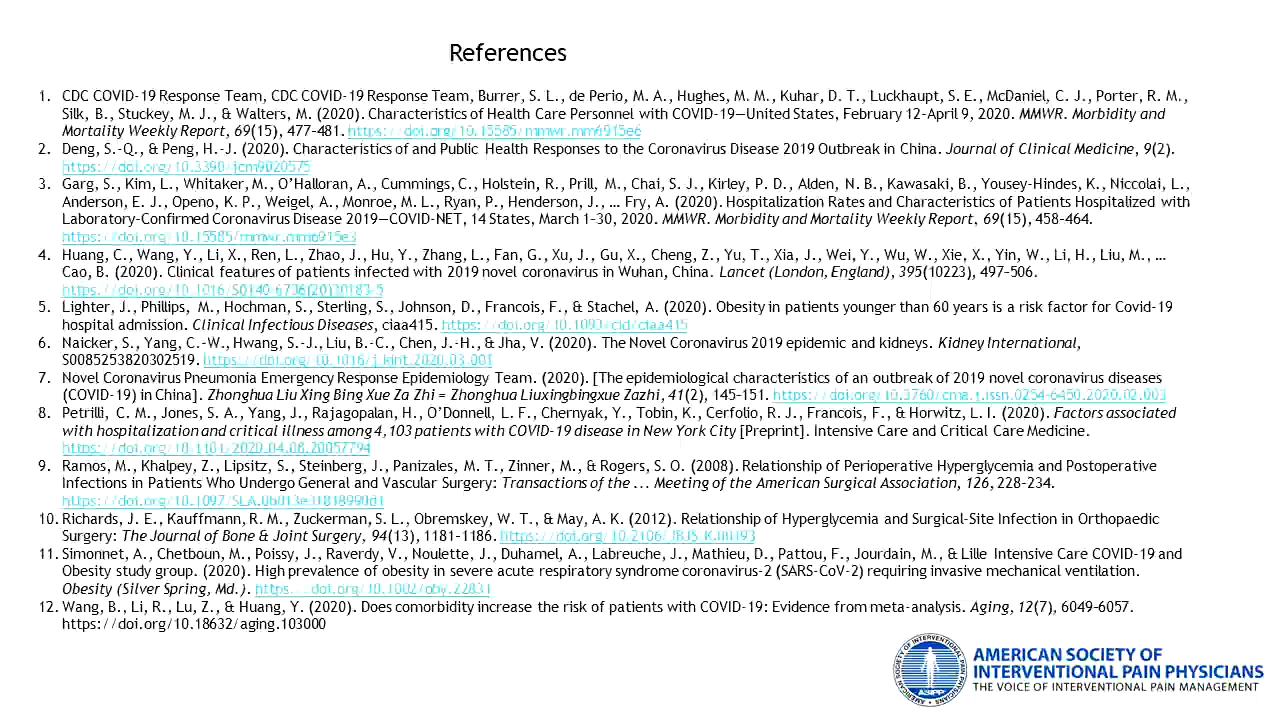 References
1. CDC COVID-19 Response Team, CDC COVID-19 Response Team, Burrer, S. L., de Perio, M. A., Hughes, M. M., Kuhar, D. T., Luckhaupt, S. E., McDaniel, C. J., Porter, R. M.,
Silk, B., Stuckey, M. J., & Walters, M. (2020). Characteristics of Health Care Personnel with COVID-19—United States, February 12-April 9, 2020. MMWR. Morbidity and
Mortality Weekly Report, 69(15), 477–481. https://doi.org/10.15585/mmwr.mm6915e6
2. Deng, S.-Q., & Peng, H.-J. (2020). Characteristics of and Public Health Responses to the Coronavirus Disease 2019 Outbreak in China. Journal of Clinical Medicine, 9(2).
https://doi.org/10.3390/jcm9020575
3. Garg, S., Kim, L., Whitaker, M., O’Halloran, A., Cummings, C., Holstein, R., Prill, M., Chai, S. J., Kirley, P. D., Alden, N. B., Kawasaki, B., Yousey-Hindes, K., Niccolai, L.,
Anderson, E. J., Openo, K. P., Weigel, A., Monroe, M. L., Ryan, P., Henderson, J., … Fry, A. (2020). Hospitalization Rates and Characteristics of Patients Hospitalized with
Laboratory-Confirmed Coronavirus Disease 2019—COVID-NET, 14 States, March 1–30, 2020. MMWR. Morbidity and Mortality Weekly Report, 69(15), 458–464.
https://doi.org/10.15585/mmwr.mm6915e3
4. Huang, C., Wang, Y., Li, X., Ren, L., Zhao, J., Hu, Y., Zhang, L., Fan, G., Xu, J., Gu, X., Cheng, Z., Yu, T., Xia, J., Wei, Y., Wu, W., Xie, X., Yin, W., Li, H., Liu, M., …
Cao, B. (2020). Clinical features of patients infected with 2019 novel coronavirus in Wuhan, China. Lancet (London, England), 395(10223), 497–506.
https://doi.org/10.1016/S0140-6736(20)30183-5
5. Lighter, J., Phillips, M., Hochman, S., Sterling, S., Johnson, D., Francois, F., & Stachel, A. (2020). Obesity in patients younger than 60 years is a risk factor for Covid-19
hospital admission. Clinical Infectious Diseases, ciaa415. https://doi.org/10.1093/cid/ciaa415
6. Naicker, S., Yang, C.-W., Hwang, S.-J., Liu, B.-C., Chen, J.-H., & Jha, V. (2020). The Novel Coronavirus 2019 epidemic and kidneys. Kidney International,
S0085253820302519. https://doi.org/10.1016/j.kint.2020.03.001
7. Novel Coronavirus Pneumonia Emergency Response Epidemiology Team. (2020). [The epidemiological characteristics of an outbreak of 2019 novel coronavirus diseases
(COVID-19) in China]. Zhonghua Liu Xing Bing Xue Za Zhi = Zhonghua Liuxingbingxue Zazhi, 41(2), 145–151. https://doi.org/10.3760/cma.j.issn.0254-6450.2020.02.003
8. Petrilli, C. M., Jones, S. A., Yang, J., Rajagopalan, H., O’Donnell, L. F., Chernyak, Y., Tobin, K., Cerfolio, R. J., Francois, F., & Horwitz, L. I. (2020). Factors associated
with hospitalization and critical illness among 4,103 patients with COVID-19 disease in New York City [Preprint]. Intensive Care and Critical Care Medicine.
https://doi.org/10.1101/2020.04.08.20057794
9. Ramos, M., Khalpey, Z., Lipsitz, S., Steinberg, J., Panizales, M. T., Zinner, M., & Rogers, S. O. (2008). Relationship of Perioperative Hyperglycemia and Postoperative
Infections in Patients Who Undergo General and Vascular Surgery: Transactions of the ... Meeting of the American Surgical Association, 126, 228–234.
https://doi.org/10.1097/SLA.0b013e31818990d1
10. Richards, J. E., Kauffmann, R. M., Zuckerman, S. L., Obremskey, W. T., & May, A. K. (2012). Relationship of Hyperglycemia and Surgical-Site Infection in Orthopaedic
Surgery: The Journal of Bone & Joint Surgery, 94(13), 1181–1186. https://doi.org/10.2106/JBJS.K.00193
11. Simonnet, A., Chetboun, M., Poissy, J., Raverdy, V., Noulette, J., Duhamel, A., Labreuche, J., Mathieu, D., Pattou, F., Jourdain, M., & Lille Intensive Care COVID-19 and
Obesity study group. (2020). High prevalence of obesity in severe acute respiratory syndrome coronavirus-2 (SARS-CoV-2) requiring invasive mechanical ventilation.
Obesity (Silver Spring, Md.). https://doi.org/10.1002/oby.22831
12. Wang, B., Li, R., Lu, Z., & Huang, Y. (2020). Does comorbidity increase the risk of patients with COVID-19: Evidence from meta-analysis. Aging, 12(7), 6049–6057.
https://doi.org/10.18632/aging.103000
AMERICAN SOCIETY OF INTERVENTIONAL PAIN PHYSICIANS
ASIPP
AMERICAN SOCIETY OF
INTERVENTIONAL PAIN PHYSICIANS
THE VOICE OF INTERVENTIONAL PAIN MANAGEMENT